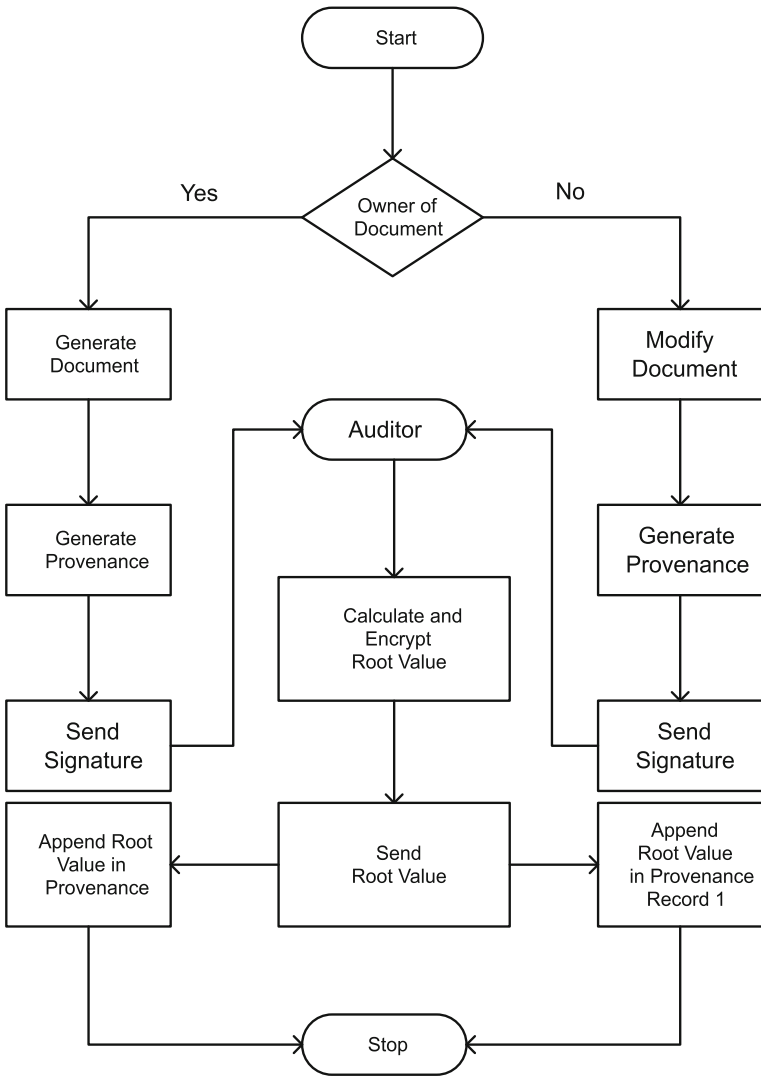 Start
Owner of
Document
Yes
No
Generate
Document
Modify
Document
Auditor
Generate
Provenance
Generate
Provenance
Calculate and
Encrypt
Root Value
Send
Signature
Send
Signature
Append Root
Value in
Provenance
Send
Root Value
Append
Root Value
in Provenance
Record 1
Stop